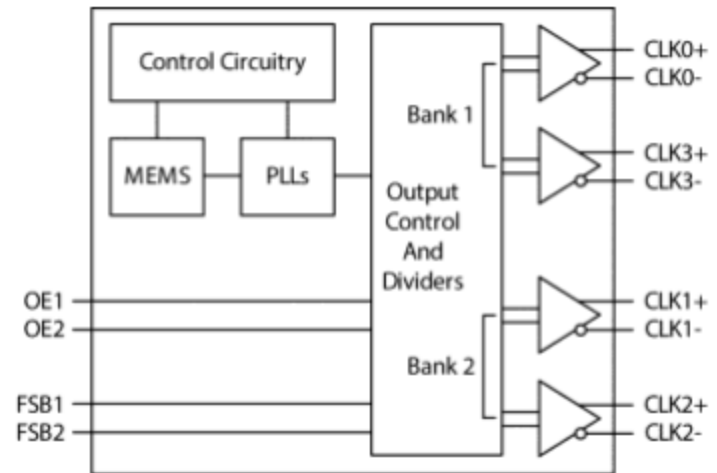 Control Circuitry
MEMS
PLLs
Bank 1
Output
Control
And
Dividers
Bank 2
OE1
OE2
FSB1
FSB2
CLK0+
CLK0-
CLK3+
CLK3-
CLK1+
CLK1-
CLK2+
CLK2-